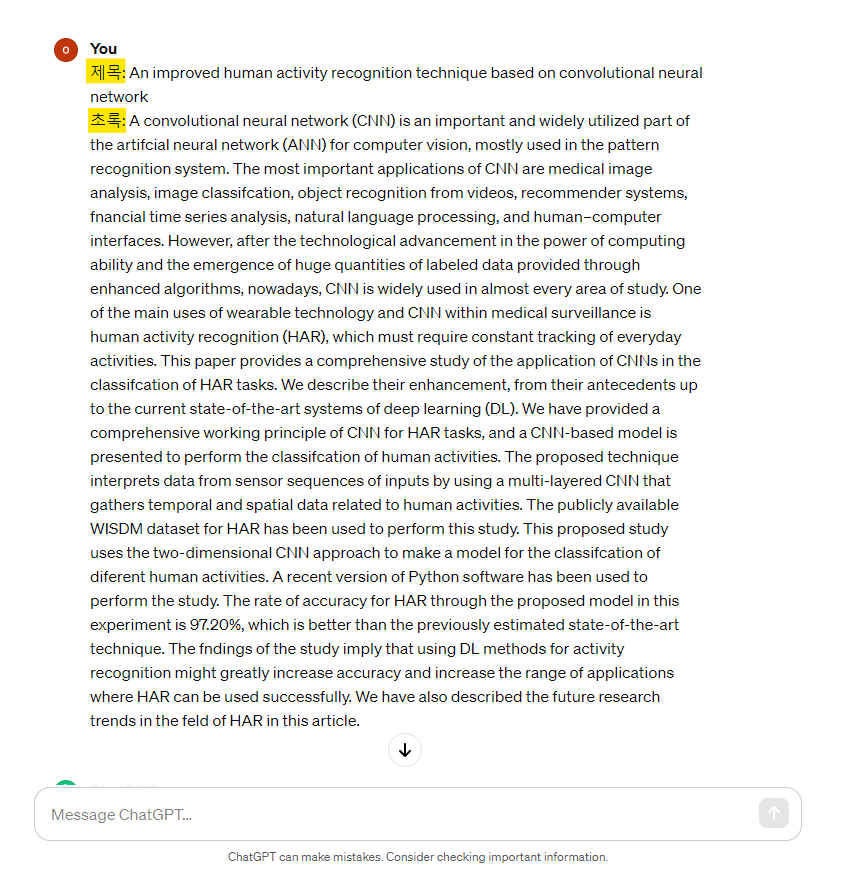 O
You
제목: An improved human activity recognition technique based on convolutional neural
network
초록: A convolutional neural network (CNN) is an important and widely utilized part of
the artifcial neural network (ANN) for computer vision, mostly used in the pattern
recognition system. The most important applications of CNN are medical image
analysis, image classifcation, object recognition from videos, recommender systems,
fnancial time series analysis, natural language processing, and human–computer
interfaces. However, after the technological advancement in the power of computing
ability and the emergence of huge quantities of labeled data provided through
enhanced algorithms, nowadays, CNN is widely used in almost every area of study. One
of the main uses of wearable technology and CNN within medical surveillance is
human activity recognition (HAR), which must require constant tracking of everyday
activities. This paper provides a comprehensive study of the application of CNNs in the
classifcation of HAR tasks. We describe their enhancement, from their antecedents up
to the current state-of-the-art systems of deep learning (DL). We have provided a
comprehensive working principle of CNN for HAR tasks, and a CNN-based model is
presented to perform the classifcation of human activities. The proposed technique
interprets data from sensor sequences of inputs by using a multi-layered CNN that
gathers temporal and spatial data related to human activities. The publicly available
WISDM dataset for HAR has been used to perform this study. This proposed study
uses the two-dimensional CNN approach to make a model for the classifcation of
diferent human activities. A recent version of Python software has been used to
perform the study. The rate of accuracy for HAR through the proposed model in this
experiment is 97.20%, which is better than the previously estimated state-of-the-art
technique. The fndings of the study imply that using DL methods for activity
recognition might greatly increase accuracy and increase the range of applications
where HAR can be used successfully. We have also described the future research
trends in the feld of HAR in this article.
Message ChatGPT...
ChatGPT can make mistakes. Consider checking important information.